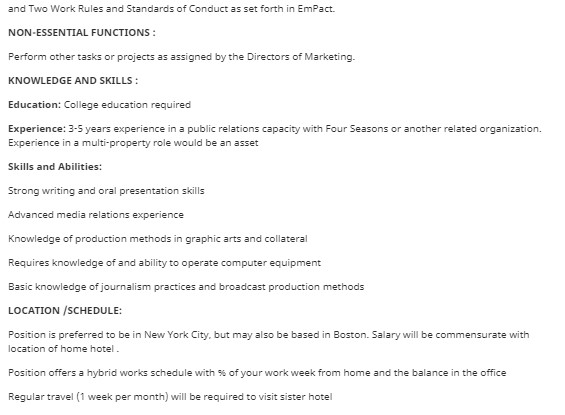 and Two Work Rules and Standards of Conduct as set forth in EmPact.
NON-ESSENTIAL FUNCTIONS :
Perform other tasks or projects as assigned by the Directors of Marketing.
KNOWLEDGE AND SKILLS :
Education: College education required
Experience: 3-5 years experience in a public relations capacity with Four Seasons or another related organization.
Experience in a multi-property role would be an asset
Skills and Abilities:
Strong writing and oral presentation skills
Advanced media relations experience
Knowledge of production methods in graphic arts and collateral
Requires knowledge of and ability to operate computer equipment
Basic knowledge of journalism practices and broadcast production methods
LOCATION /SCHEDULE:
Position is preferred to be in New York City, but may also be based in Boston. Salary will be commensurate with
location of home hotel .
Position offers a hybrid works schedule with % of your work week from home and the balance in the office
Regular travel (1 week per month) will be required to visit sister hotel